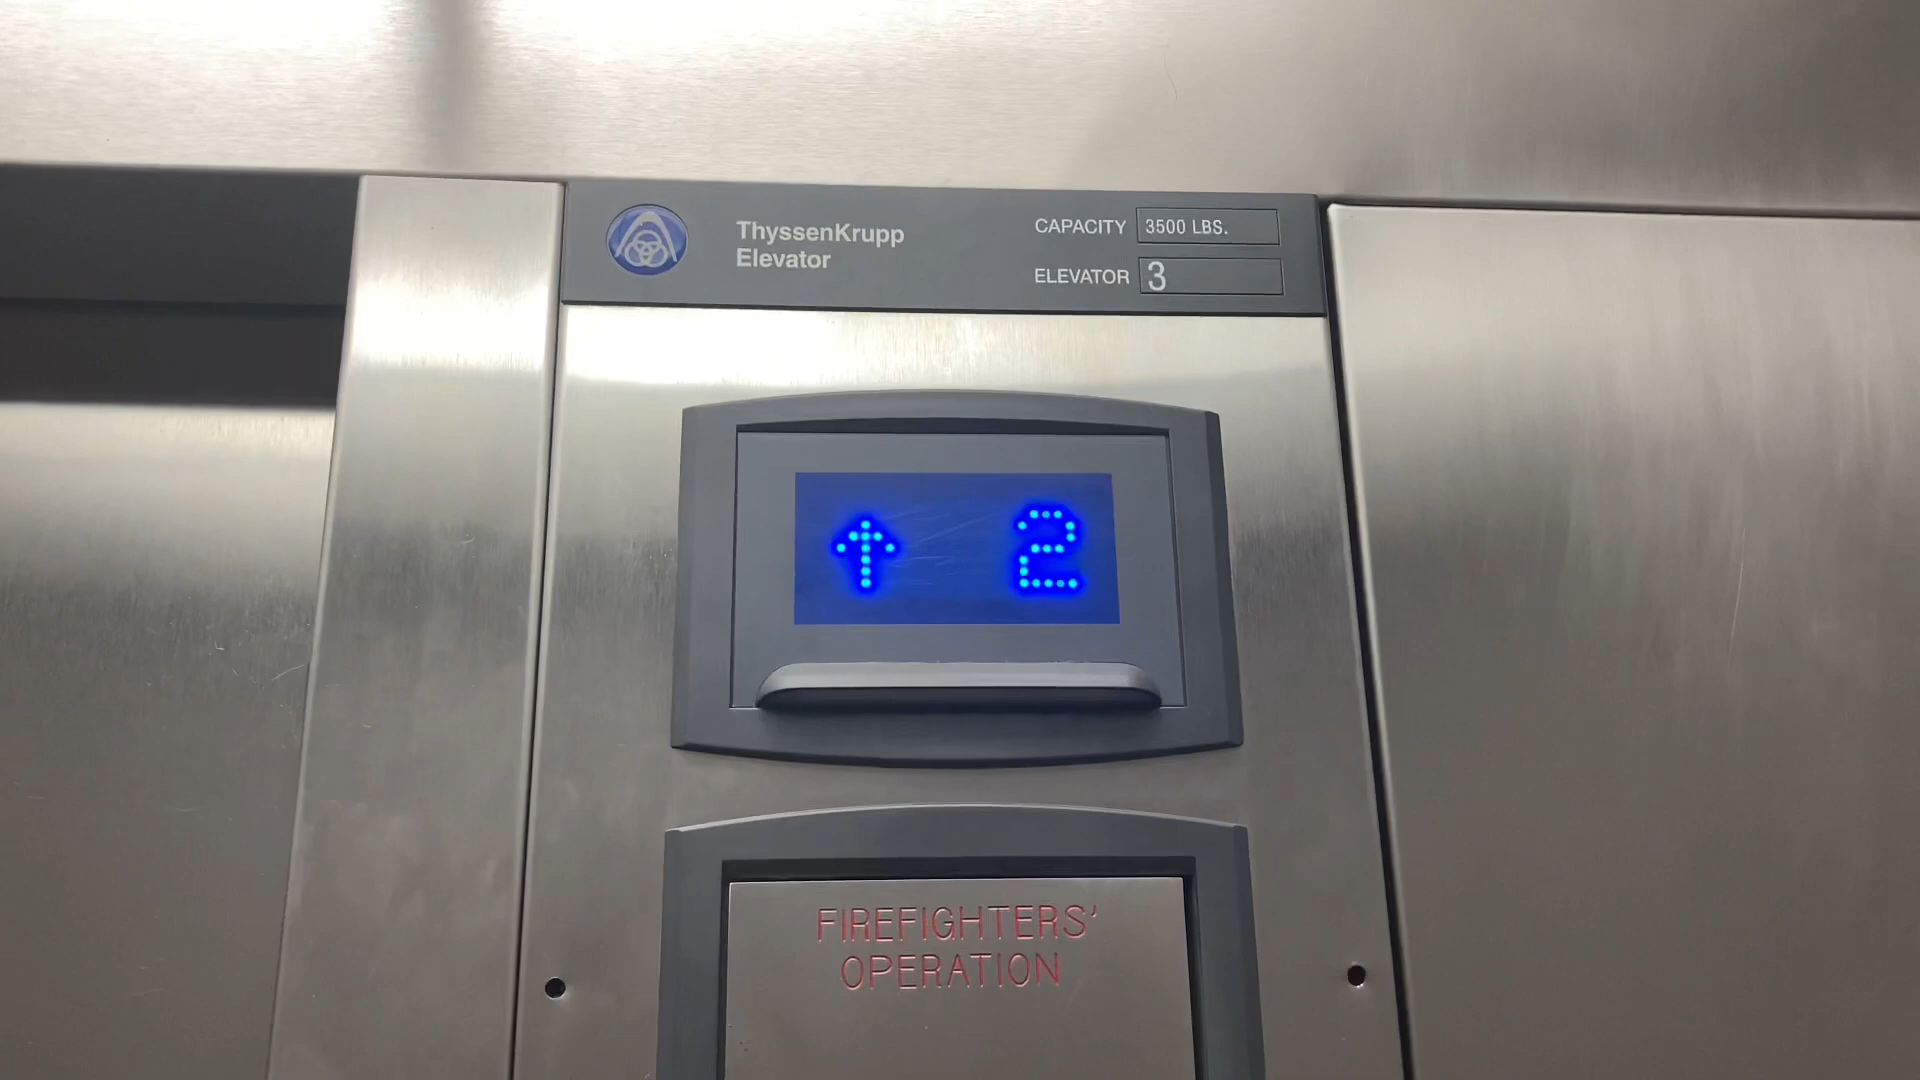 ThyssenKrupp
Elevator
CAPACITY 3500 LBS.
ELEVATOR 3
↑ 2
FIREFIGHTERS'
OPERATION